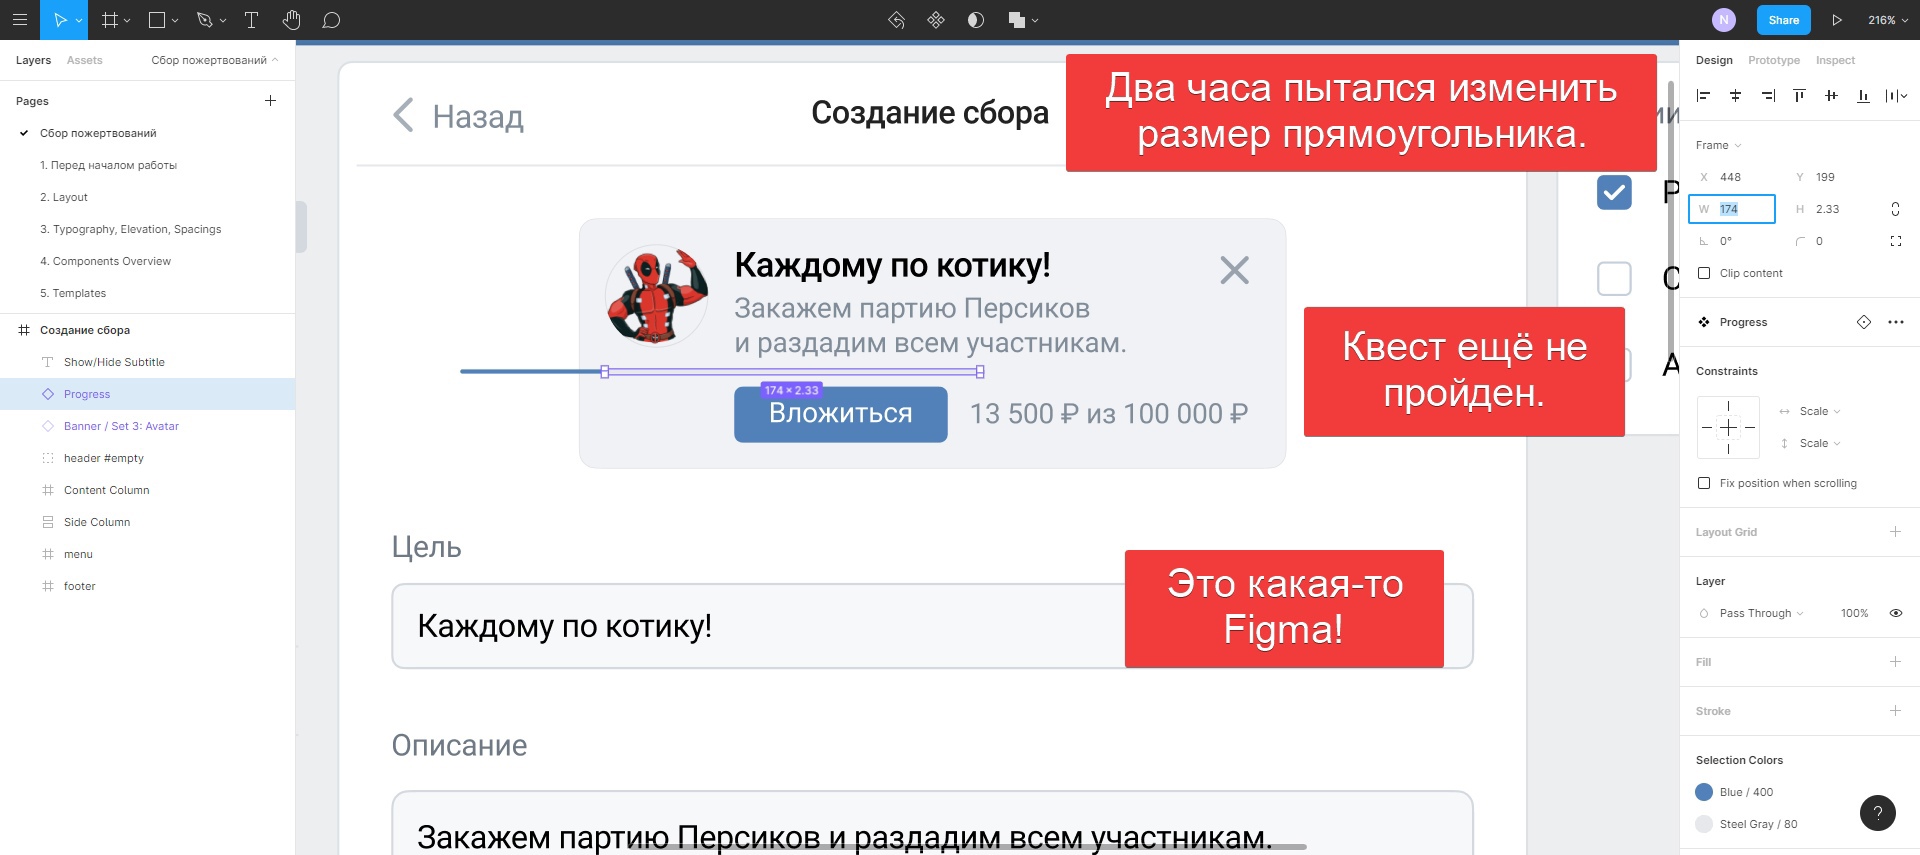 N
Share
216%
Layers
Assets
Сбор пожертвований
Pages
Сбор пожертвований
1. Перед началом работы
2. Layout
3. Typography, Elevation, Spacings
4. Components Overview
5. Templates
Создание сбора
Show/Hide Subtitle
Progress
Banner / Set 3: Avatar
header #empty
Content Column
Side Column
menu
footer
Назад
Создание сбора
Два часа пытался изменить
размер прямоугольника.
Каждому по котику!
Закажем партию Персиков
и раздадим всем участникам.
174 × 2.33
Вложиться
13 500 ₽ из 100 000 ₽
Квест ещё не
пройден.
Цель
Каждому по котику!
Это какая-то
Figma!
Описание
Закажем партию Персиков и раздадим всем участникам.
Design
Prototype
Inspect
Frame
X 448
Y 199
W 174
H 2.33
0°
0
Clip content
Progress
Constraints
Scale
Scale
Fix position when scrolling
Layout Grid
Layer
Pass Through
100%
Fill
Stroke
Selection Colors
Blue / 400
Steel Gray / 80
?